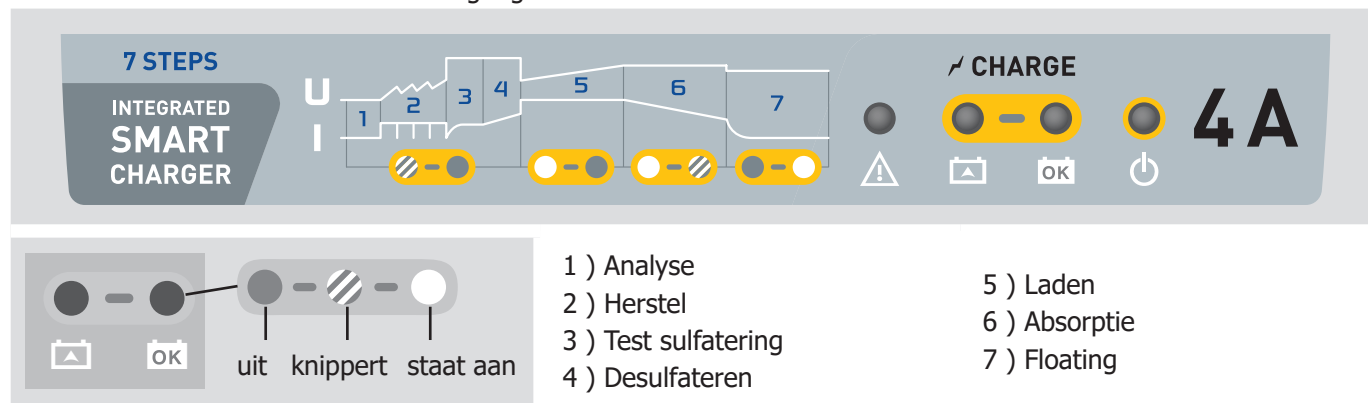 7 STEPS
INTEGRATED
SMART
CHARGER
U
I
1
2
3
4
5
6
7
CHARGE
OK
4 A
OK
uit knippert staat aan
1 ) Analyse
2 ) Herstel
3 ) Test sulfatering
4 ) Desulfateren
5 ) Laden
6 ) Absorptie
7 ) Floating